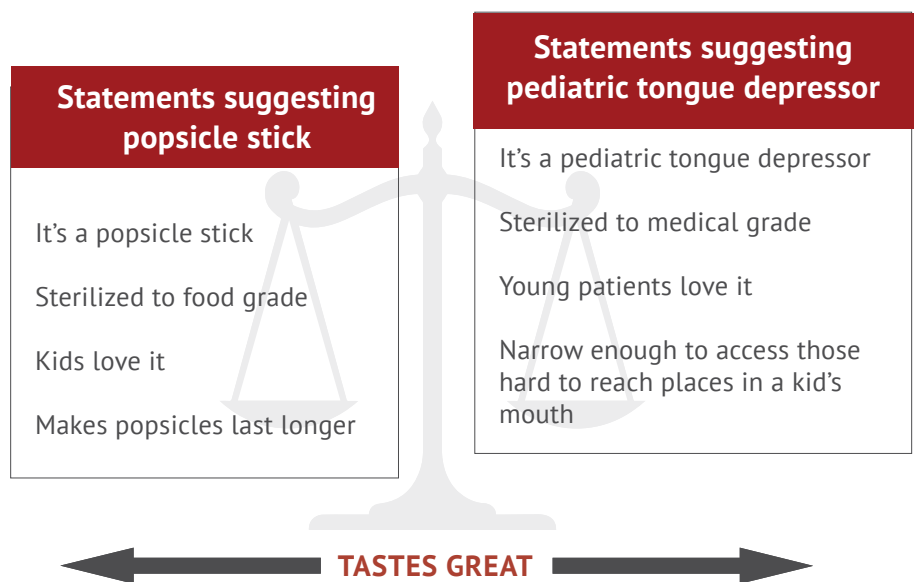 Statements suggesting
popsicle stick
It’s a popsicle stick
Sterilized to food grade
Kids love it
Makes popsicles last longer
Statements suggesting
pediatric tongue depressor
It’s a pediatric tongue depressor
Sterilized to medical grade
Young patients love it
Narrow enough to access those
hard to reach places in a kid’s
mouth
TASTES GREAT